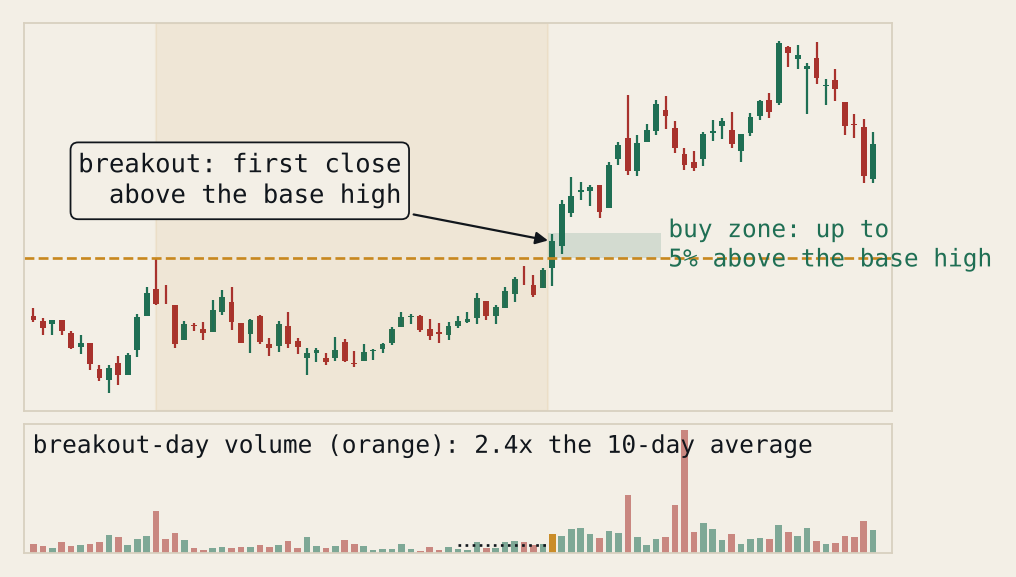 breakout: first close
above the base high
buy zone: up to
5% above the base high
breakout-day volume (orange): 2.4x the 10-day average